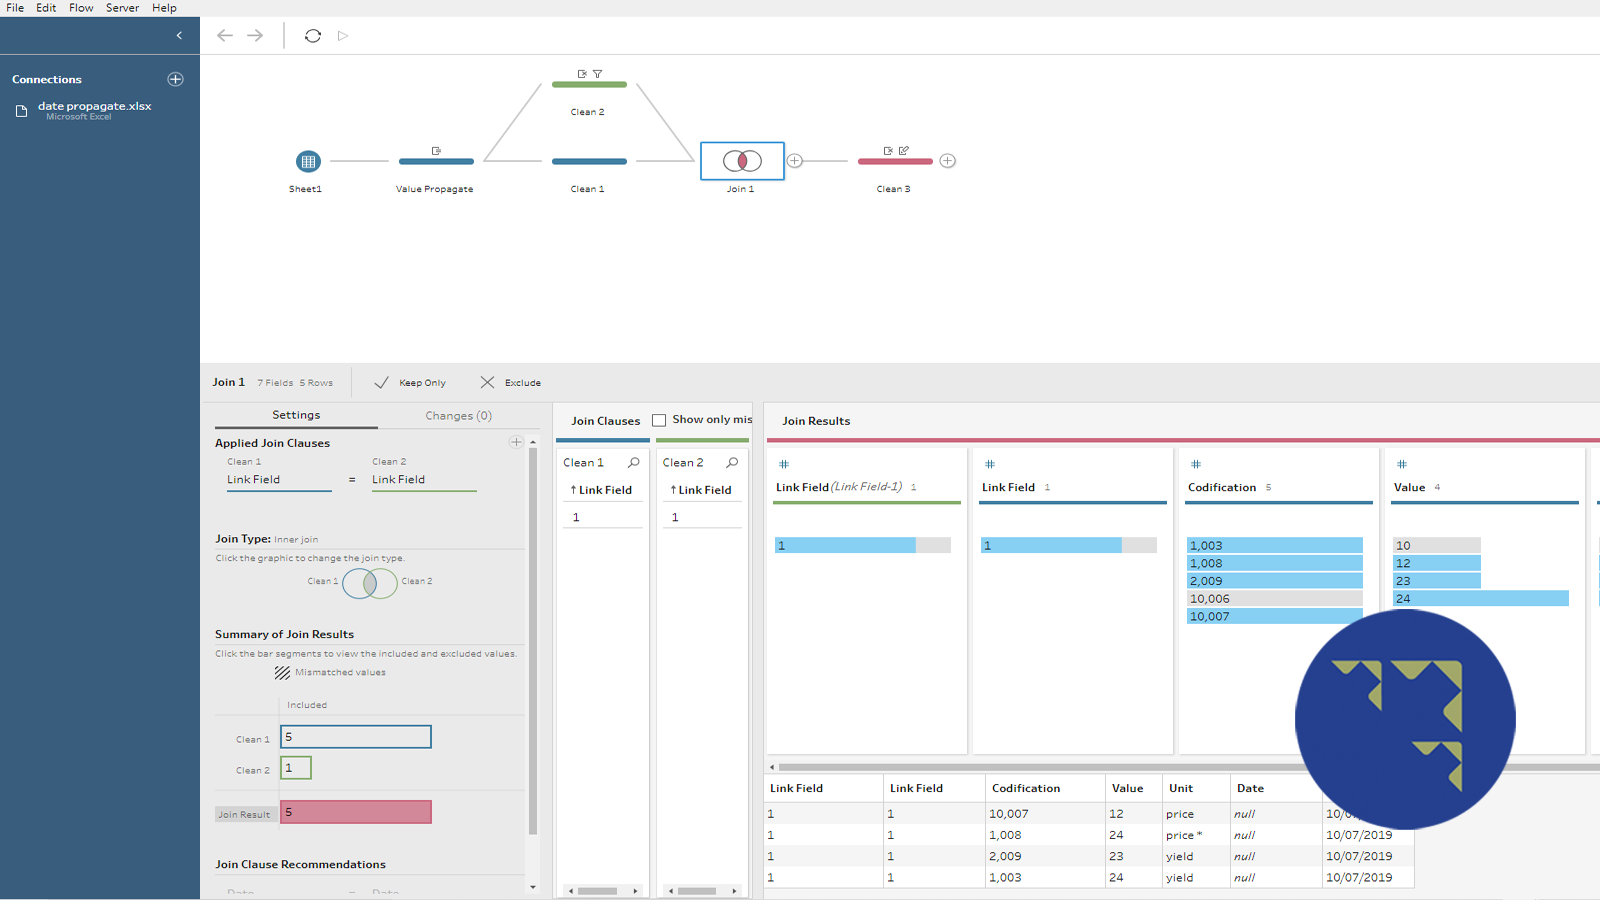 File Edit Flow Server Help
Connections
date propagate.xlsx
Microsoft Excel
Clean 2
Sheet1
Value Propagate
Clean 1
Join 1
Clean 3
Join 1 7 Fields 5 Rows Keep Only Exclude
Settings Changes (0)
Applied Join Clauses
Clean 1 Clean 2
Link Field = Link Field
Join Type: Inner join
Click the graphic to change the join type.
Clean 1 Clean 2
Summary of Join Results
Click the bar segments to view the included and excluded values.
Mismatched values
Included
Clean 1 5
Clean 2 1
Join Result 5
Join Clause Recommendations
Date = Date
Join Clauses Show only mis
Clean 1 Clean 2
Link Field Link Field
1 1
Join Results
# # # #
Link Field (Link Field-1) 1 Link Field 1 Codification 5 Value 4
1 1 1,003 10
1,008 12
2,009 23
10,006 24
10,007
Link Field Link Field Codification Value Unit Date
1 1 10,007 12 price null
1 1 1,008 24 price * null 10/07/2019
1 1 2,009 23 yield null 10/07/2019
1 1 1,003 24 yield null 10/07/2019